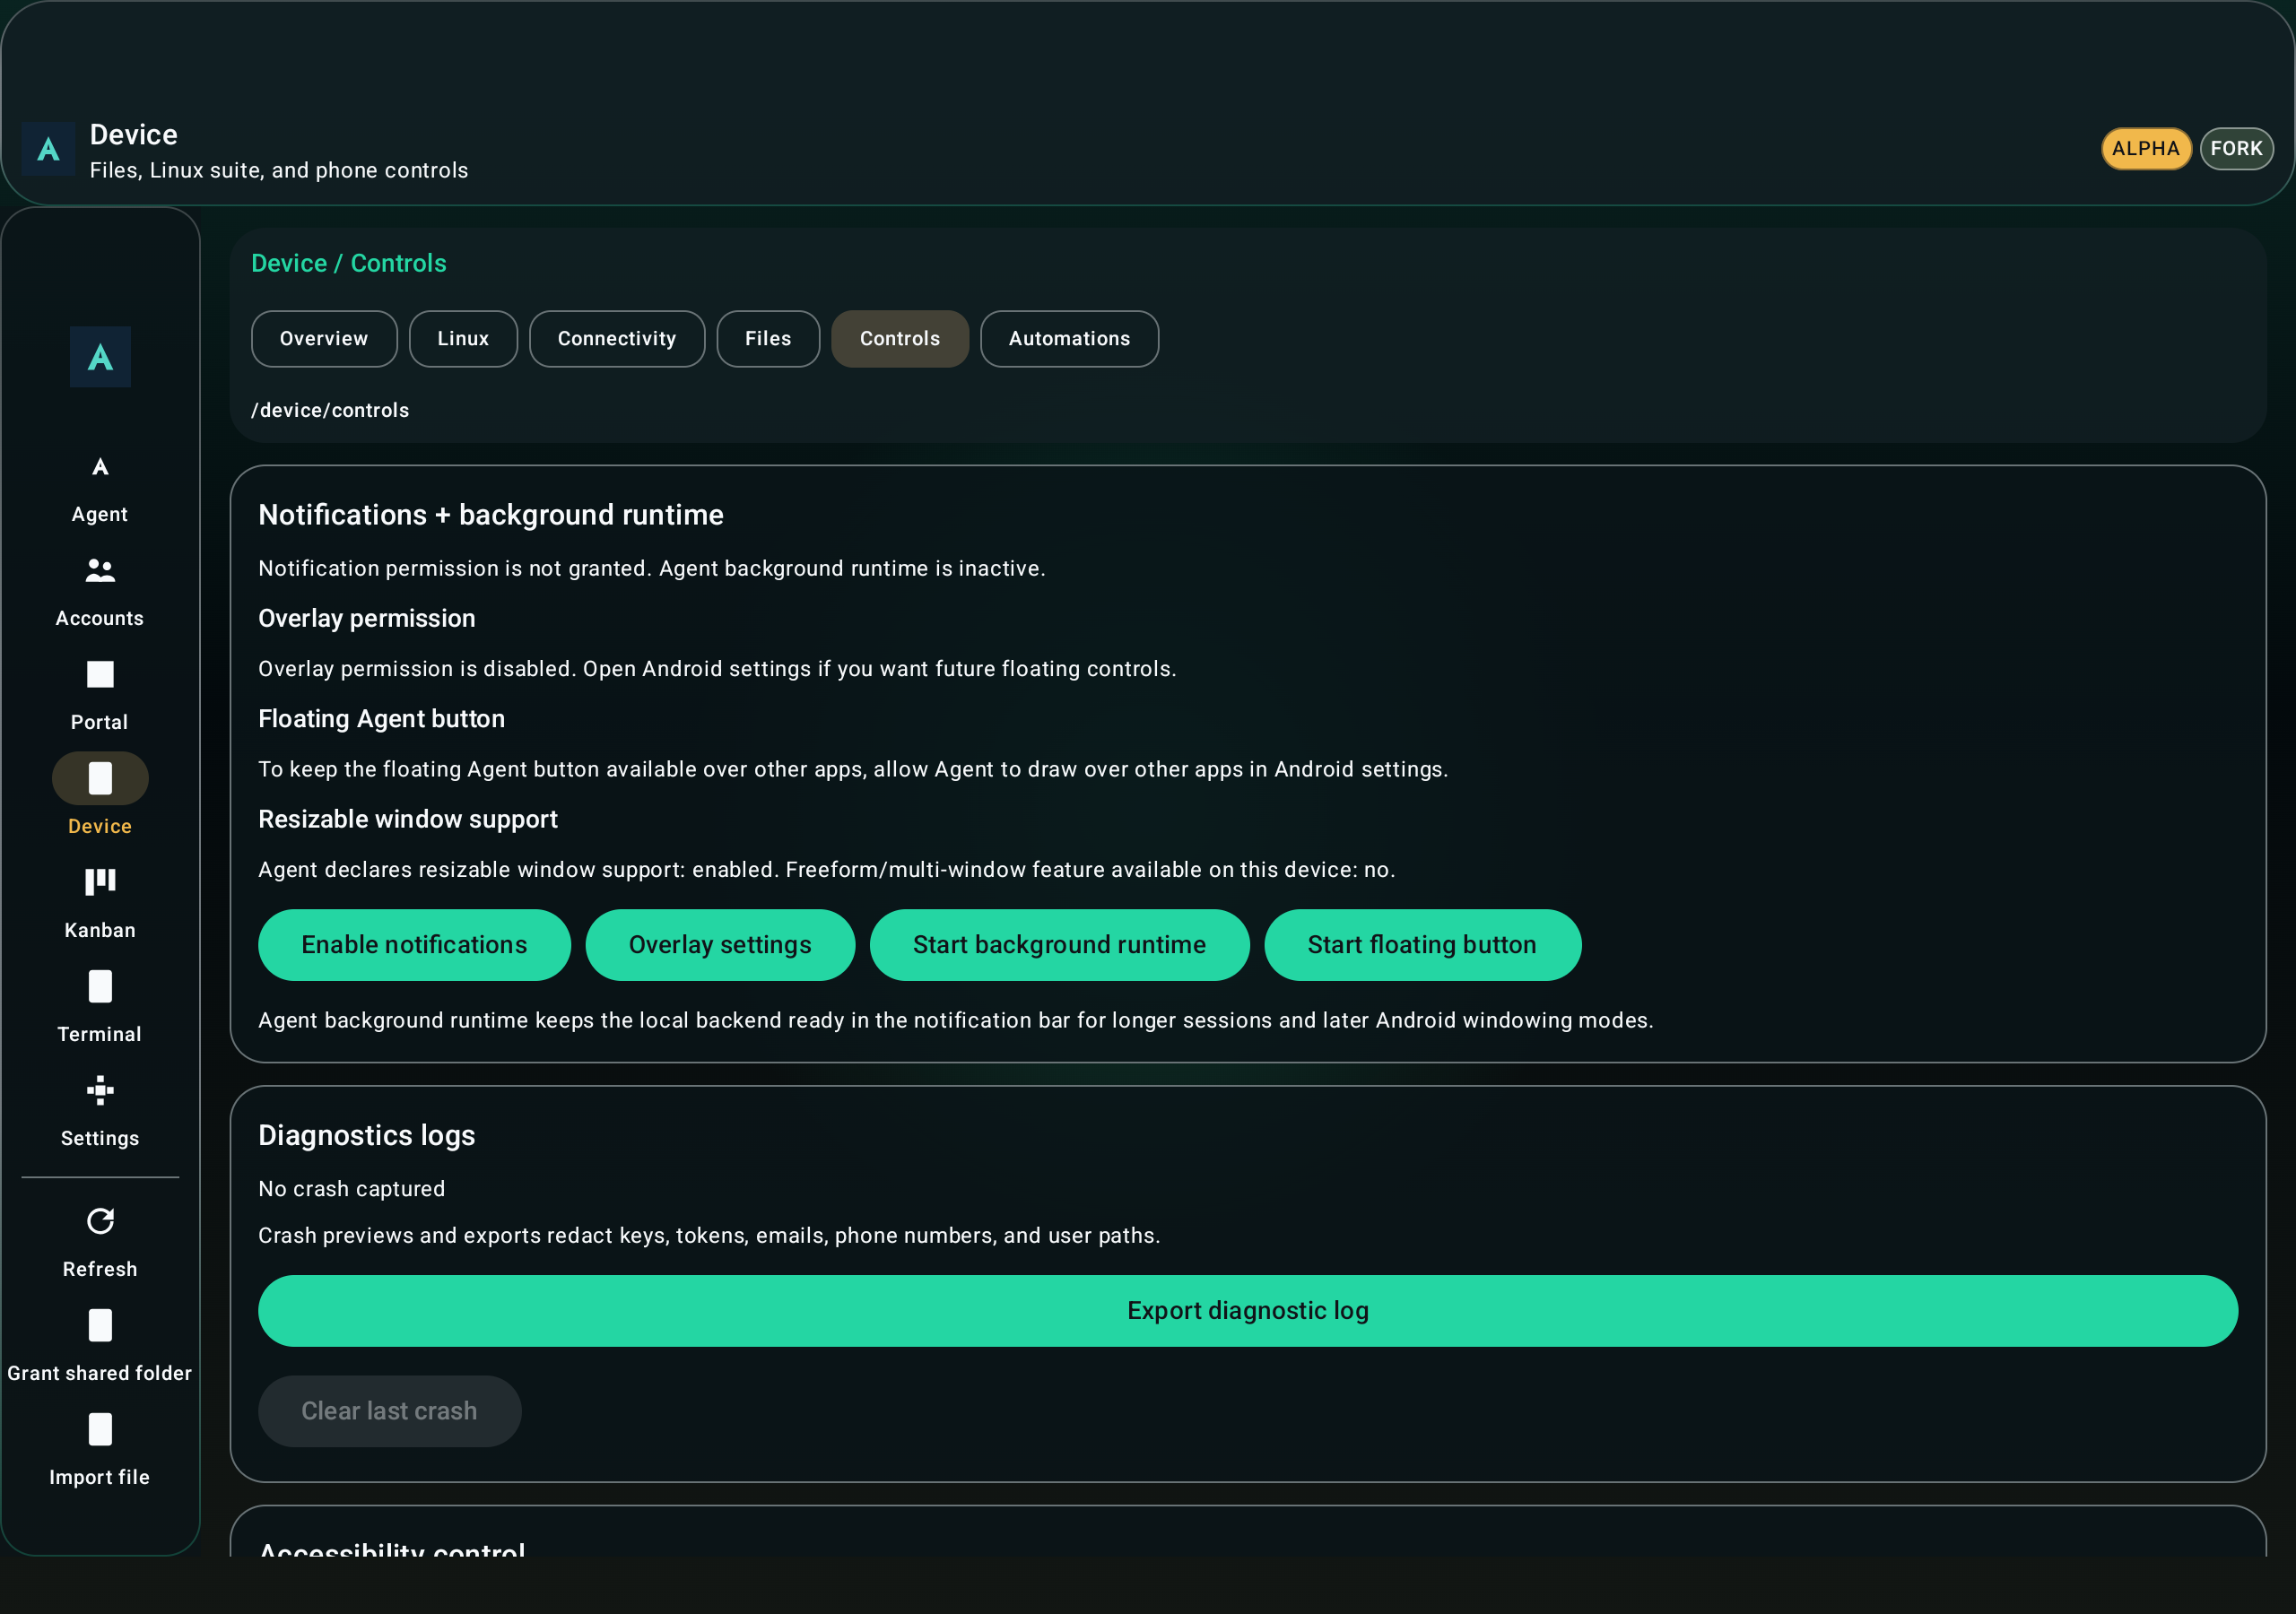 Device
Files, Linux suite, and phone controls
ALPHA
FORK
Agent
Accounts
Portal
Device
Kanban
Terminal
Settings
Refresh
Grant shared folder
Import file
Device / Controls
Overview
Linux
Connectivity
Files
Controls
Automations
/device/controls
Notifications + background runtime
Notification permission is not granted. Agent background runtime is inactive.
Overlay permission
Overlay permission is disabled. Open Android settings if you want future floating controls.
Floating Agent button
To keep the floating Agent button available over other apps, allow Agent to draw over other apps in Android settings.
Resizable window support
Agent declares resizable window support: enabled. Freeform/multi-window feature available on this device: no.
Enable notifications
Overlay settings
Start background runtime
Start floating button
Agent background runtime keeps the local backend ready in the notification bar for longer sessions and later Android windowing modes.
Diagnostics logs
No crash captured
Crash previews and exports redact keys, tokens, emails, phone numbers, and user paths.
Export diagnostic log
Clear last crash
Accessibility control